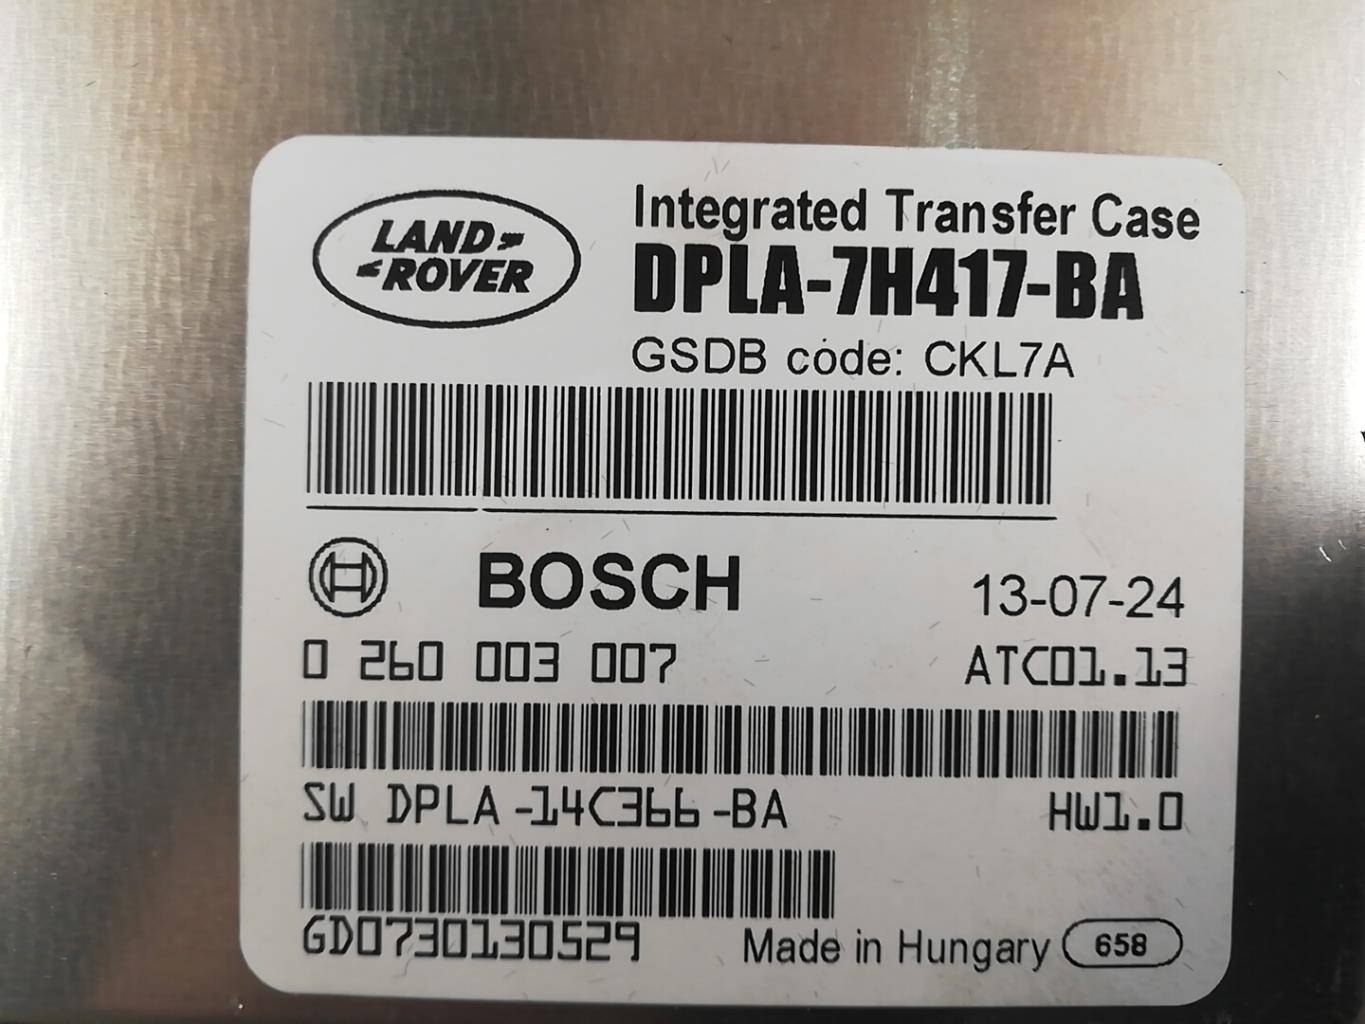 LAND
ROVER
Integrated Transfer Case
DPLA-7H417-BA
GSDB code: CKL7A
BOSCH 13-07-24
0 260 003 007 ATC01.13
SW DPLA-14C366-BA HW1.0
GD0730130529 Made in Hungary 658